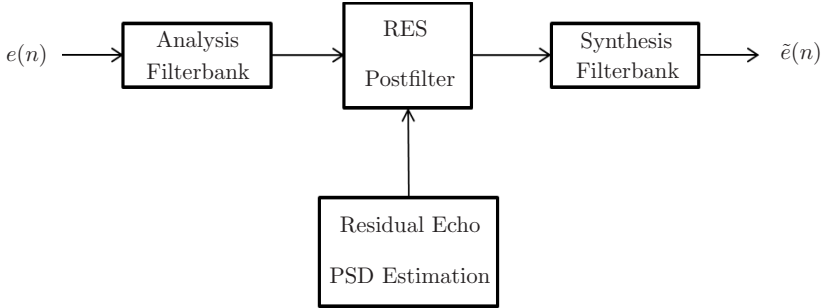 e(n)
Analysis
Filterbank
RES
Postfilter
Synthesis
Filterbank
ẽ(n)
Residual Echo
PSD Estimation